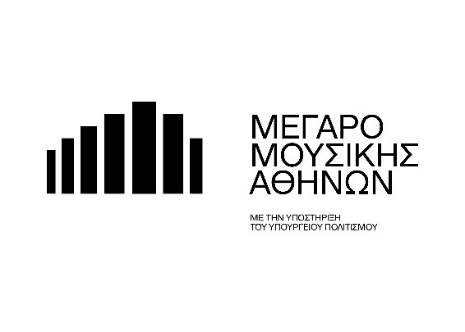 ΜΕΓΑΡΟ
ΜΟΥΣΙΚΗΣ
ΑΘΗΝΩΝ
ΜΕ ΤΗΝ ΥΠΟΣΤΗΡΙΞΗ
ΤΟΥ ΥΠΟΥΡΓΕΙΟΥ ΠΟΛΙΤΙΣΜΟΥ